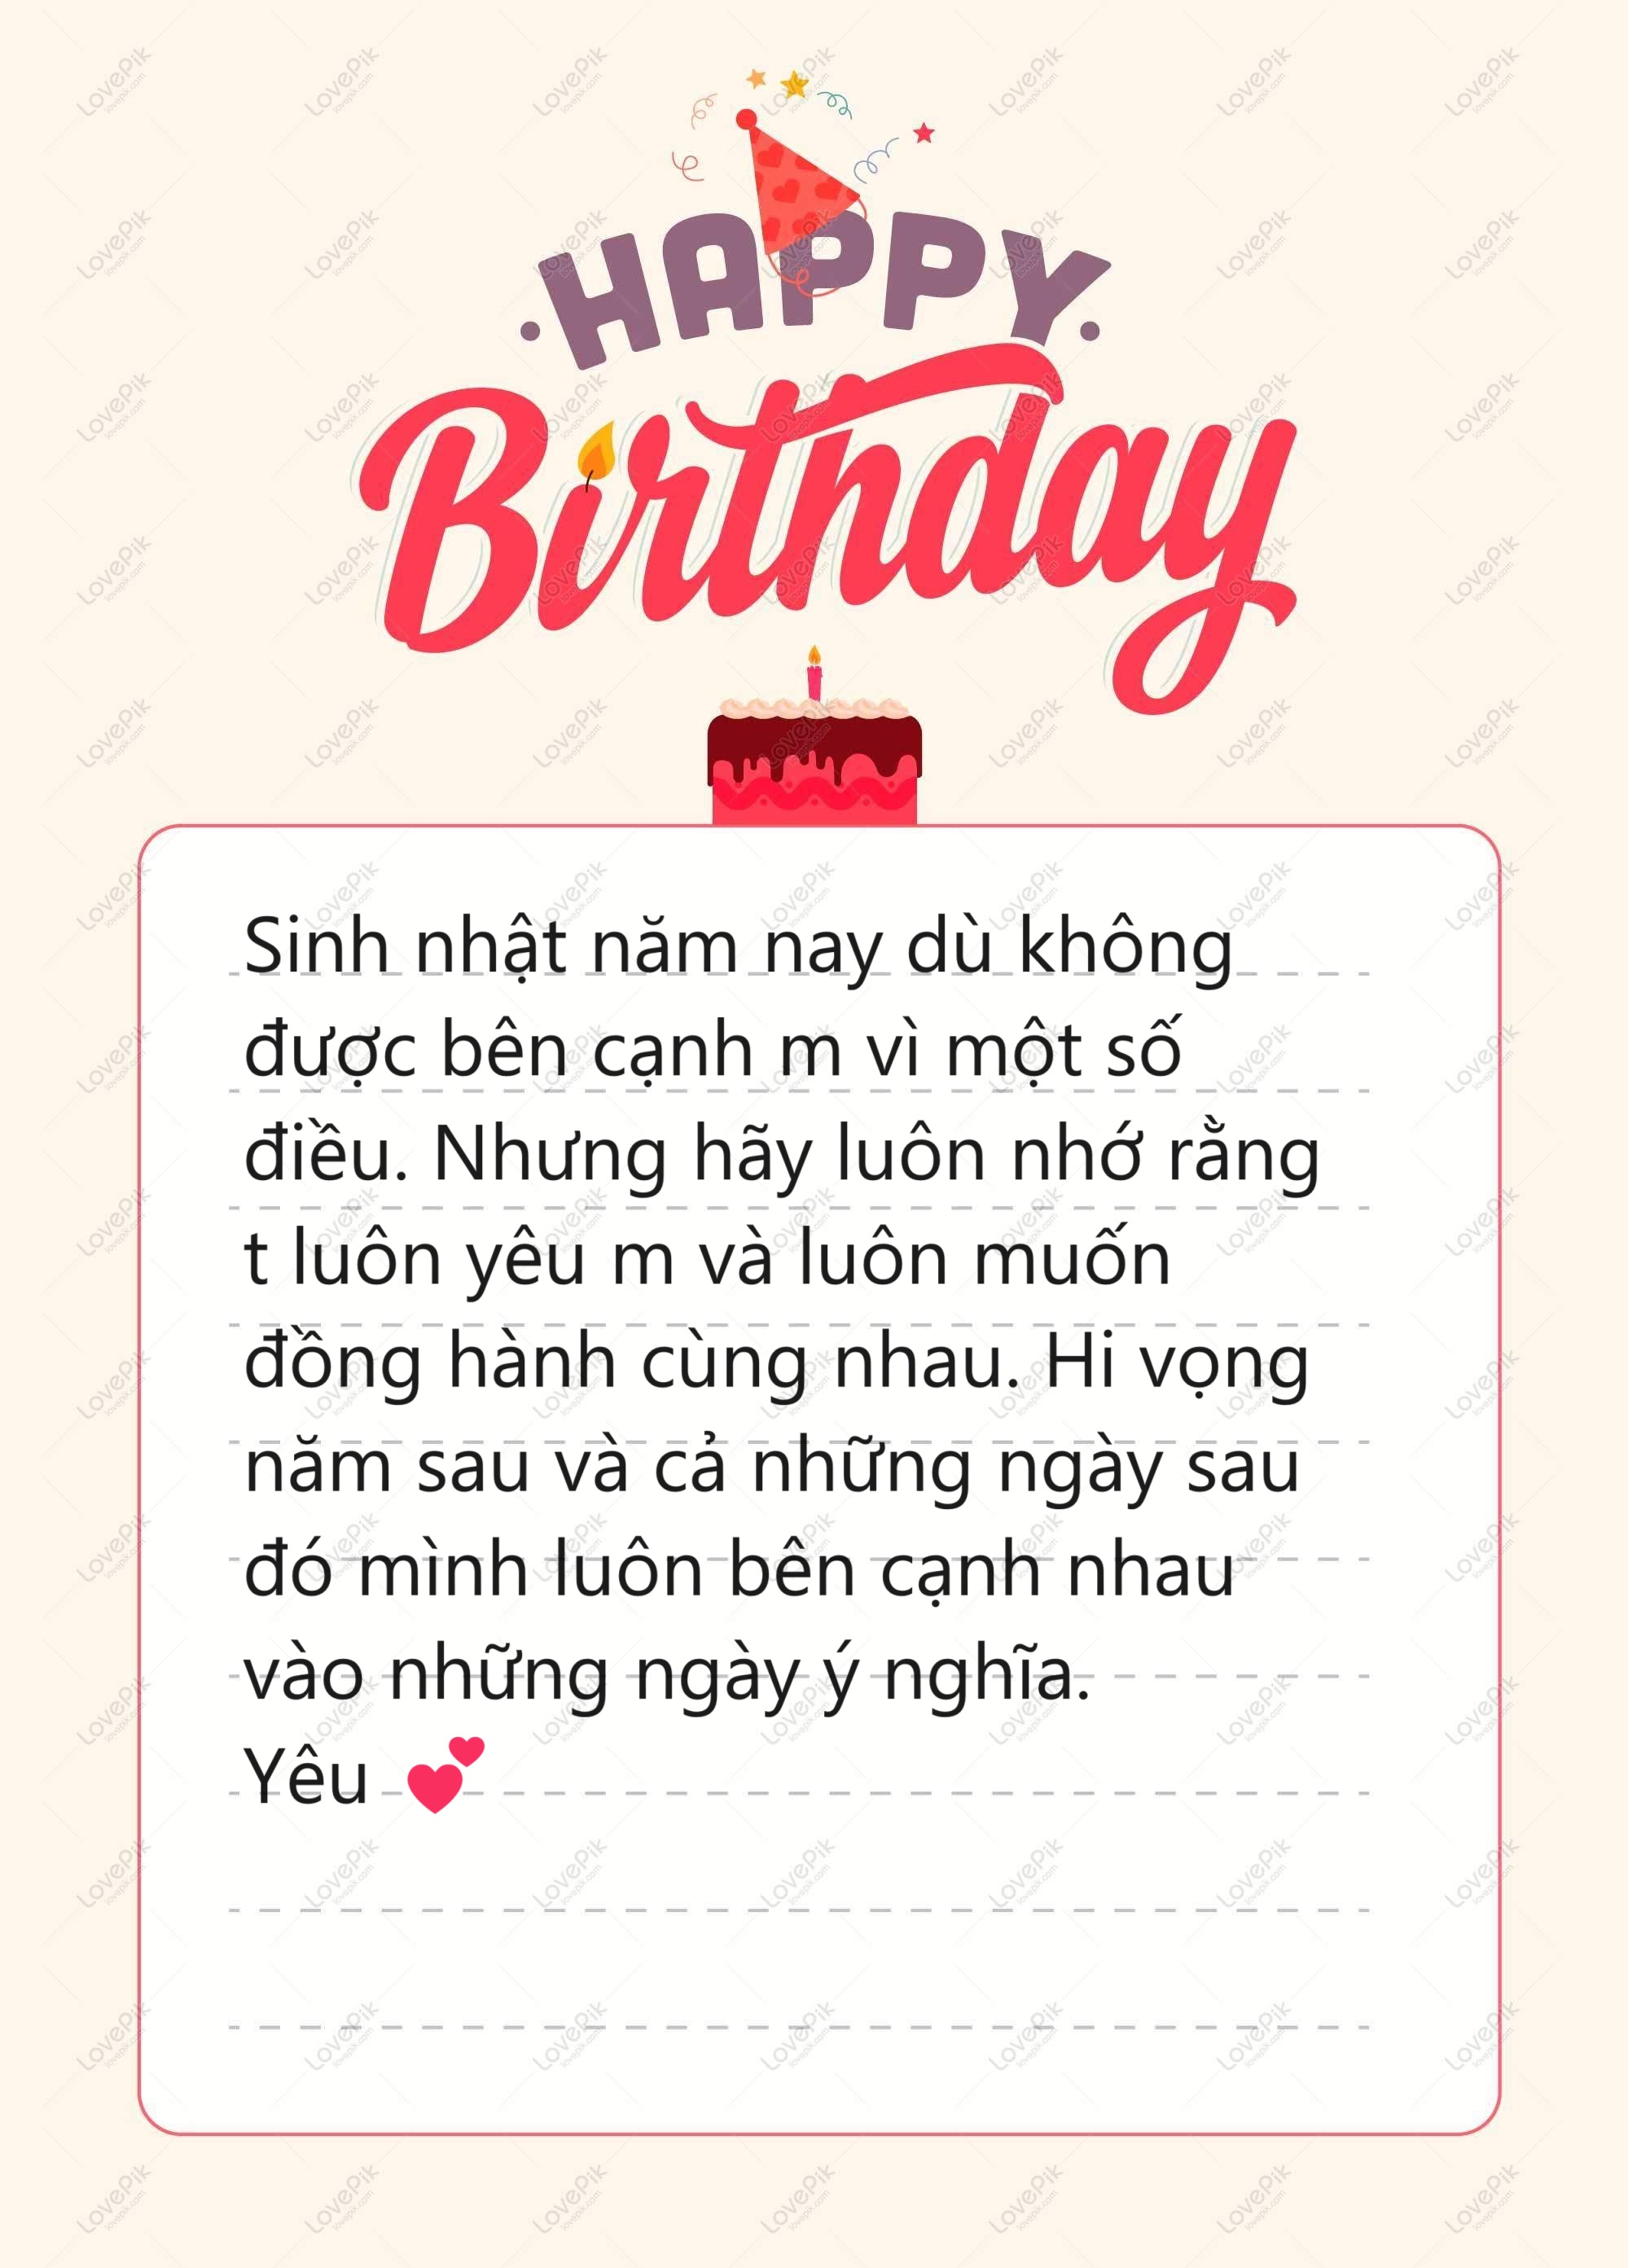 HAPPY
Birthday
Sinh nhật năm nay dù không
được bên cạnh m vì một số
điều. Nhưng hãy luôn nhớ rằng
t luôn yêu m và luôn muốn
đồng hành cùng nhau. Hi vọng
năm sau và cả những ngày sau
đó mình luôn bên cạnh nhau
vào những ngày ý nghĩa.
Yêu 💕
LovePik
lovepik.com